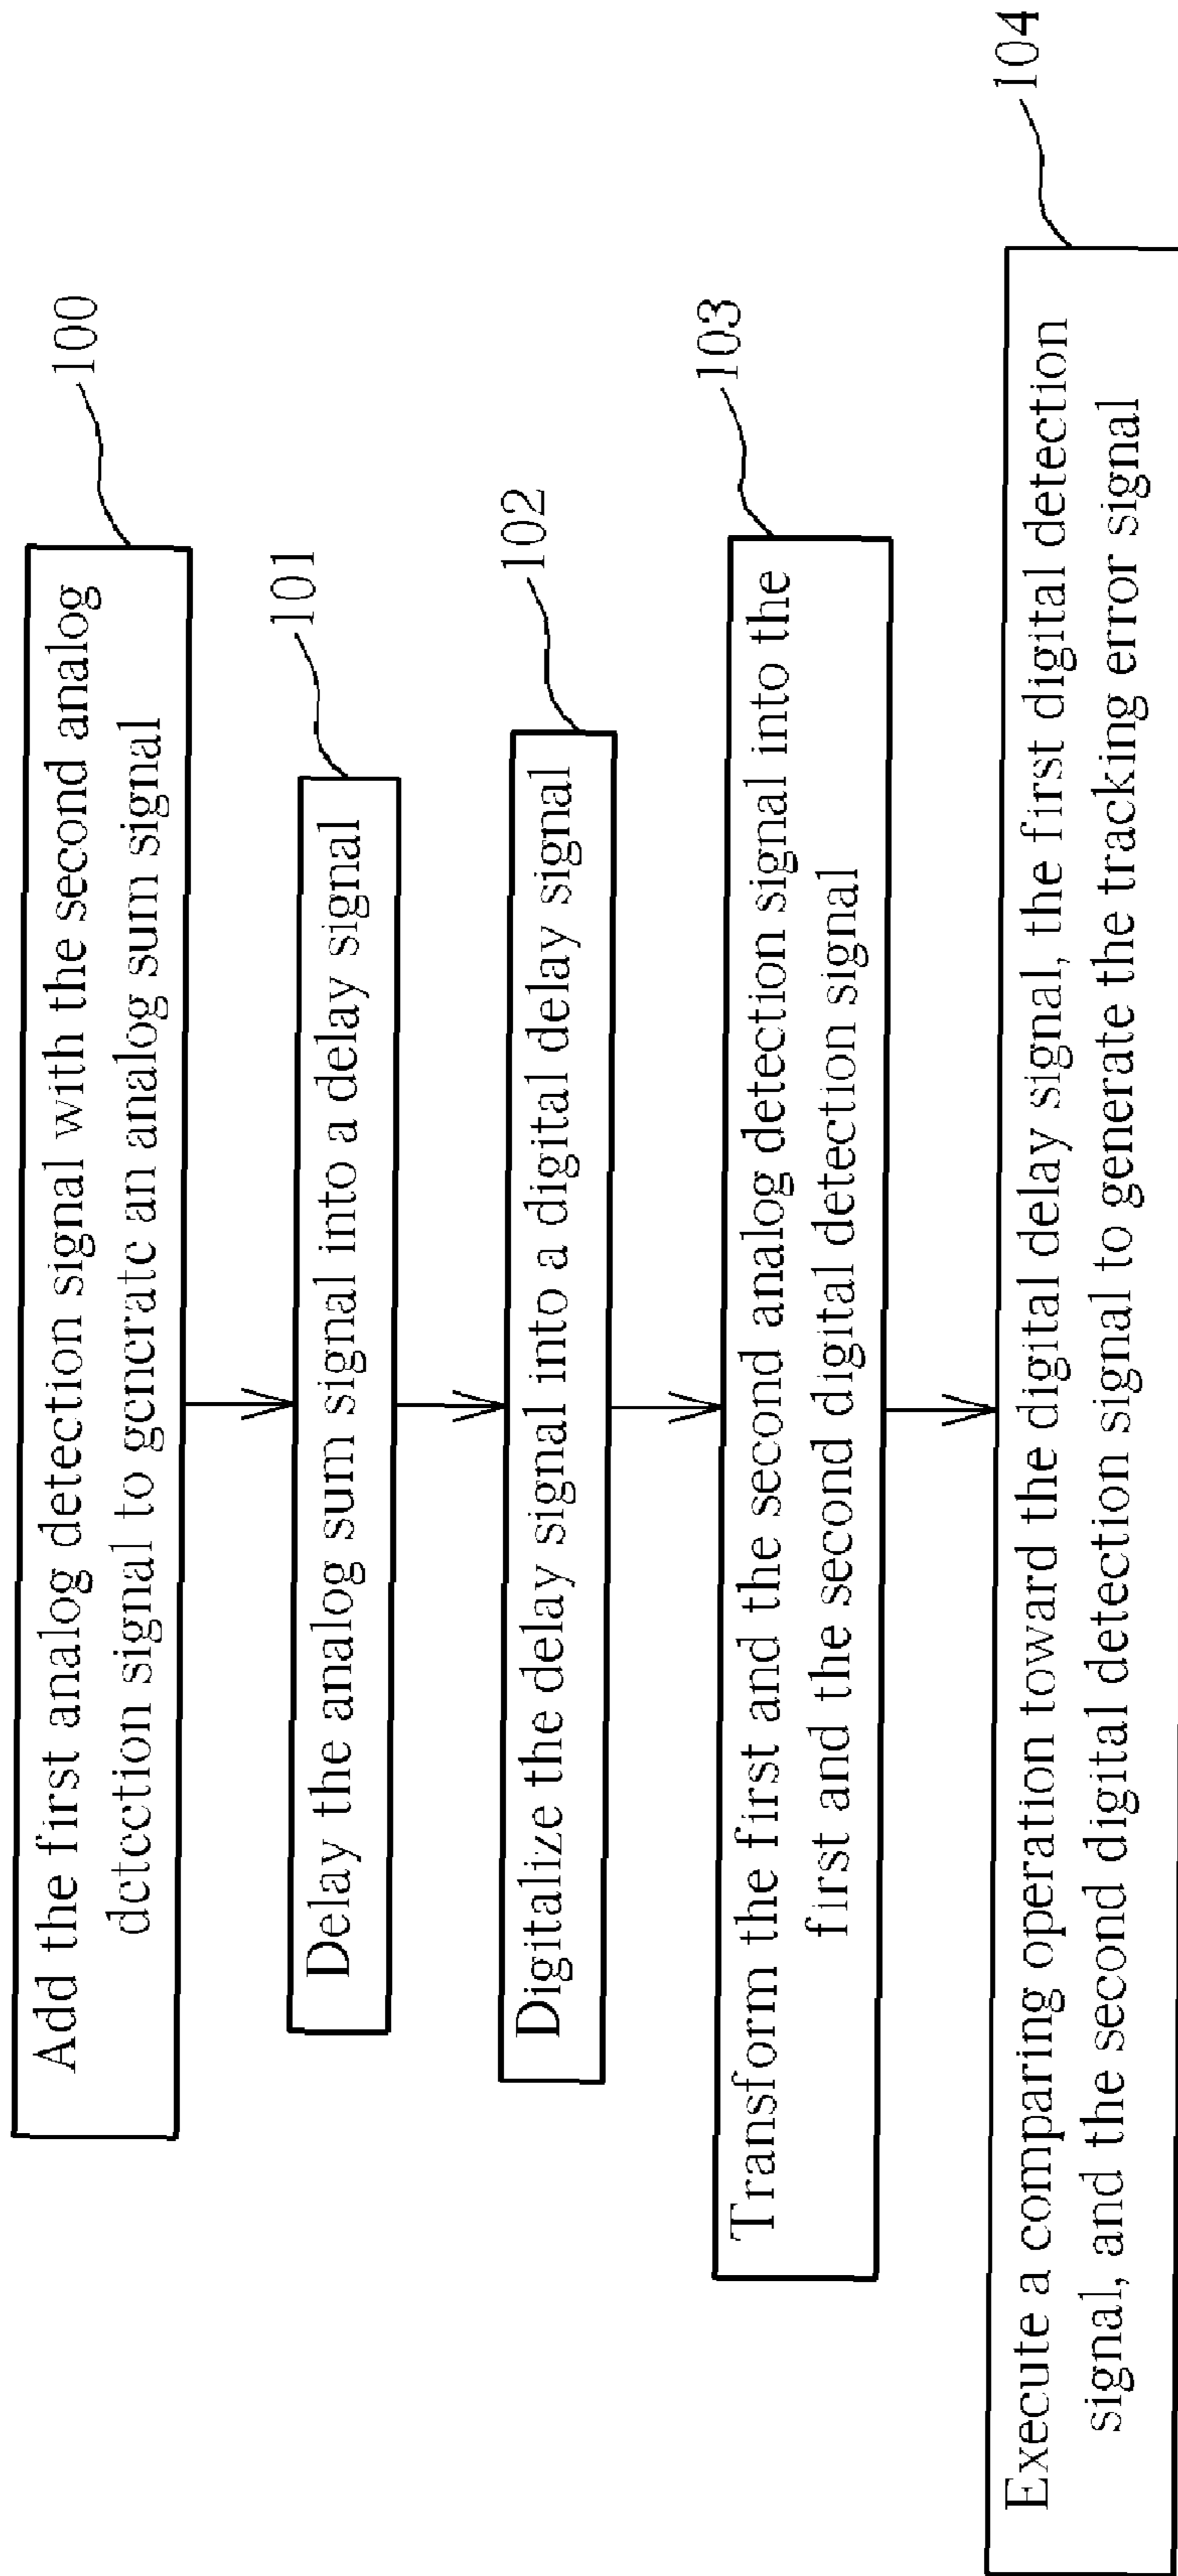 100
Add the first analog detection signal with the second analog
detection signal to generate an analog sum signal
101
Delay the analog sum signal into a delay signal
102
Digitalize the delay signal into a digital delay signal
103
Transform the first and the second analog detection signal into the
first and the second digital detection signal
104
Execute a comparing operation toward the digital delay signal, the first digital detection
signal, and the second digital detection signal to generate the tracking error signal